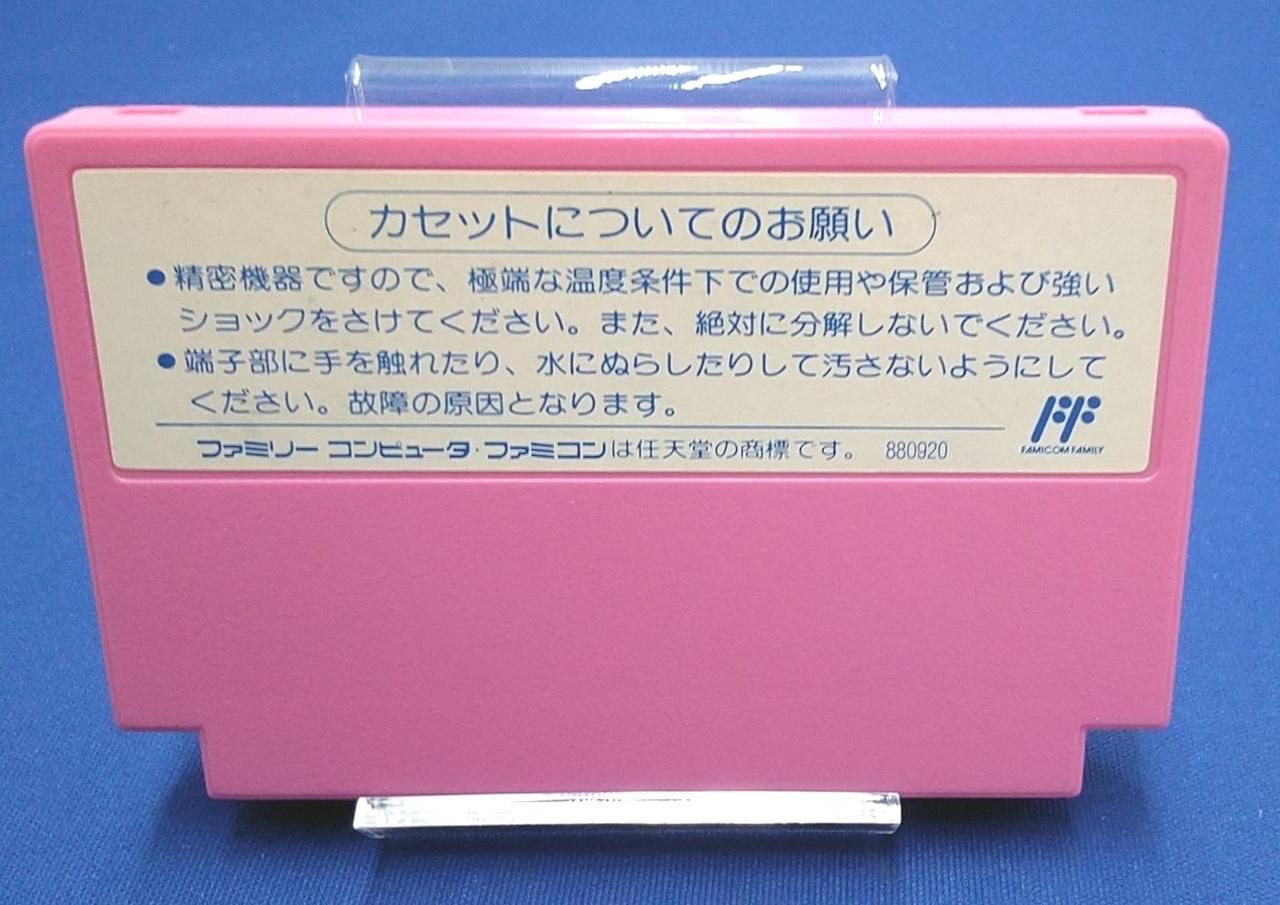 カセットについてのお願い
●精密機器ですので、極端な温度条件下での使用や保管および強い
ショックをさけてください。また、絶対に分解しないでください。
●端子部に手を触れたり、水にぬらしたりして汚さないようにして
ください。故障の原因となります。
ファミリー コンピュータ・ファミコンは任天堂の商標です。 880920
FF
FAMICOM FAMILY